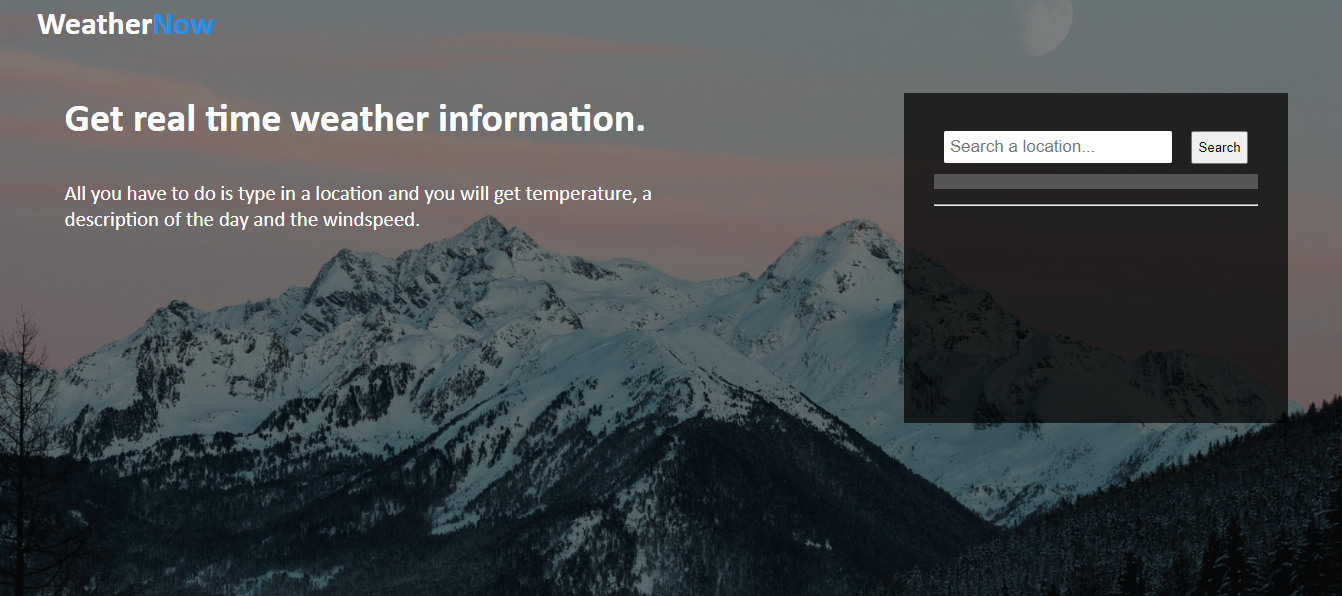 WeatherNow
Get real time weather information.
All you have to do is type in a location and you will get temperature, a
description of the day and the windspeed.
Search a location...
Search